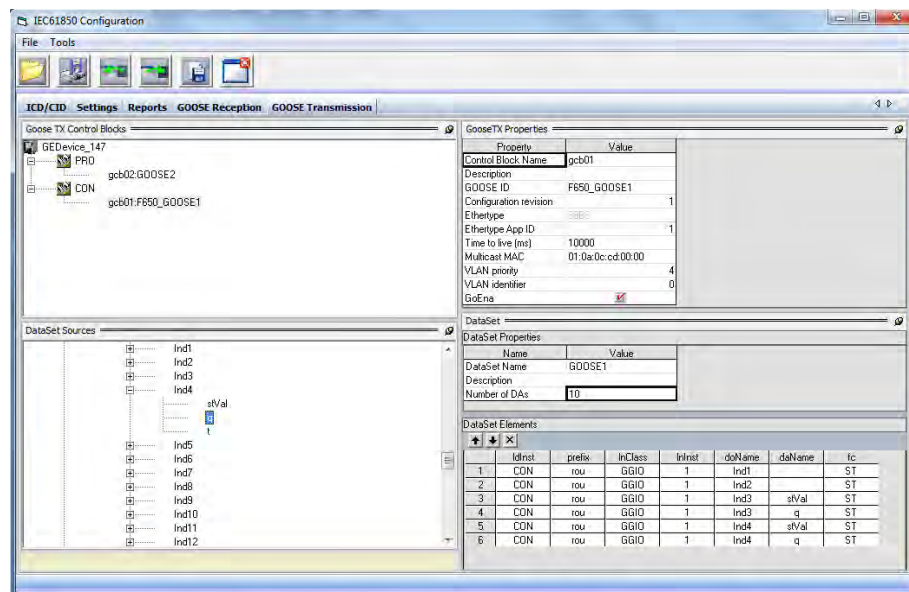 IEC61850 Configuration
File Tools
ICD/CID Settings Reports GOOSE Reception GOOSE Transmission
Goose TX Control Blocks
GEDevice_147
PRO
gcb02:GOOSE2
CON
gcb01:F650_GOOSE1
DataSet Sources
Ind1
Ind2
Ind3
Ind4
stVal
q
t
Ind5
Ind6
Ind7
Ind8
Ind9
Ind10
Ind11
Ind12
GooseTX Properties
Property Value
Control Block Name gcb01
Description
GOOSE ID F650_GOOSE1
Configuration revision 1
Ethertype
Ethertype App ID 1
Time to live (ms) 10000
Multicast MAC 01:0a:0c:cd:00:00
VLAN priority 4
VLAN identifier 0
GoEna
DataSet
DataSet Properties
Name Value
DataSet Name GOOSE1
Description
Number of DAs 10
DataSet Elements
ldInst prefix lnClass lnInst doName daName fc
1 CON rou GGIO 1 Ind1 ST
2 CON rou GGIO 1 Ind2 ST
3 CON rou GGIO 1 Ind3 stVal ST
4 CON rou GGIO 1 Ind3 q ST
5 CON rou GGIO 1 Ind4 stVal ST
6 CON rou GGIO 1 Ind4 q ST